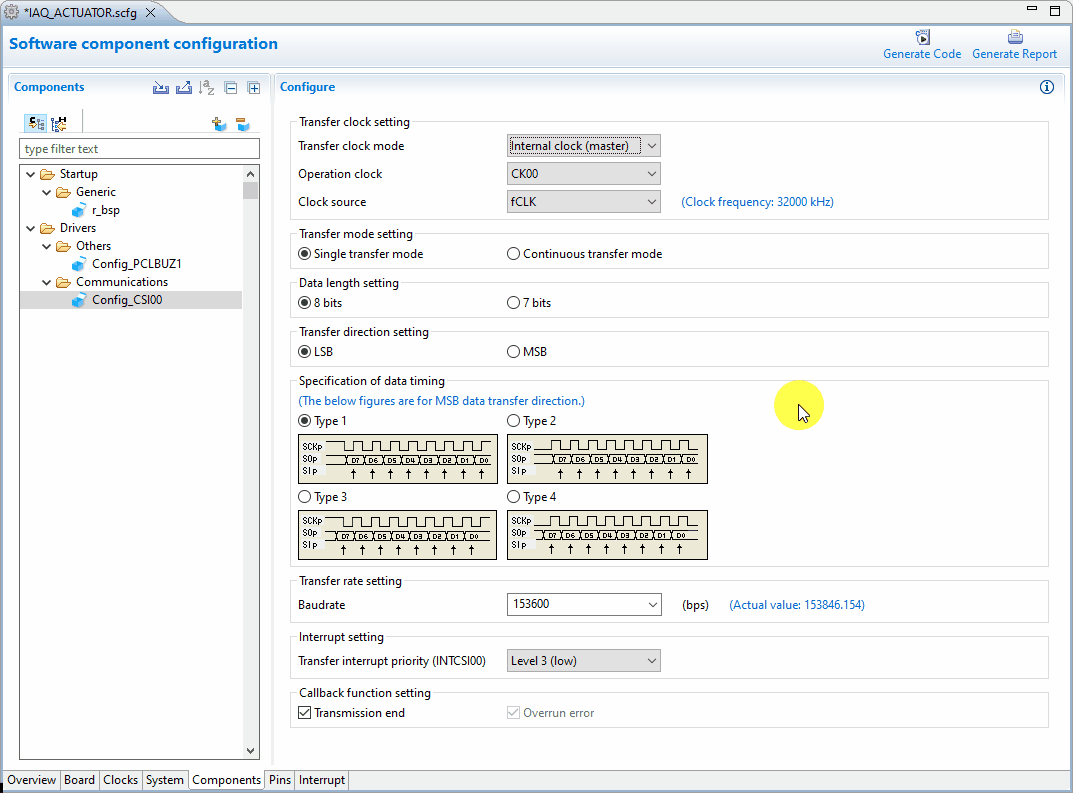 *IAQ_ACTUATOR.scfg
Software component configuration
Generate Code Generate Report
Components
type filter text
Startup
Generic
r_bsp
Drivers
Others
Config_PCLBUZ1
Communications
Config_CSI00
Configure
Transfer clock setting
Transfer clock mode Internal clock (master)
Operation clock CK00
Clock source fCLK (Clock frequency: 32000 kHz)
Transfer mode setting
Single transfer mode Continuous transfer mode
Data length setting
8 bits 7 bits
Transfer direction setting
LSB MSB
Specification of data timing
(The below figures are for MSB data transfer direction.)
Type 1 Type 2
SCKp SCKp
SOp D7 D6 D5 D4 D3 D2 D1 D0 SOp D7 D6 D5 D4 D3 D2 D1 D0
SIp SIp
Type 3 Type 4
SCKp SCKp
SOp D7 D6 D5 D4 D3 D2 D1 D0 SOp D7 D6 D5 D4 D3 D2 D1 D0
SIp SIp
Transfer rate setting
Baudrate 153600 (bps) (Actual value: 153846.154)
Interrupt setting
Transfer interrupt priority (INTCSI00) Level 3 (low)
Callback function setting
Transmission end Overrun error
Overview Board Clocks System Components Pins Interrupt